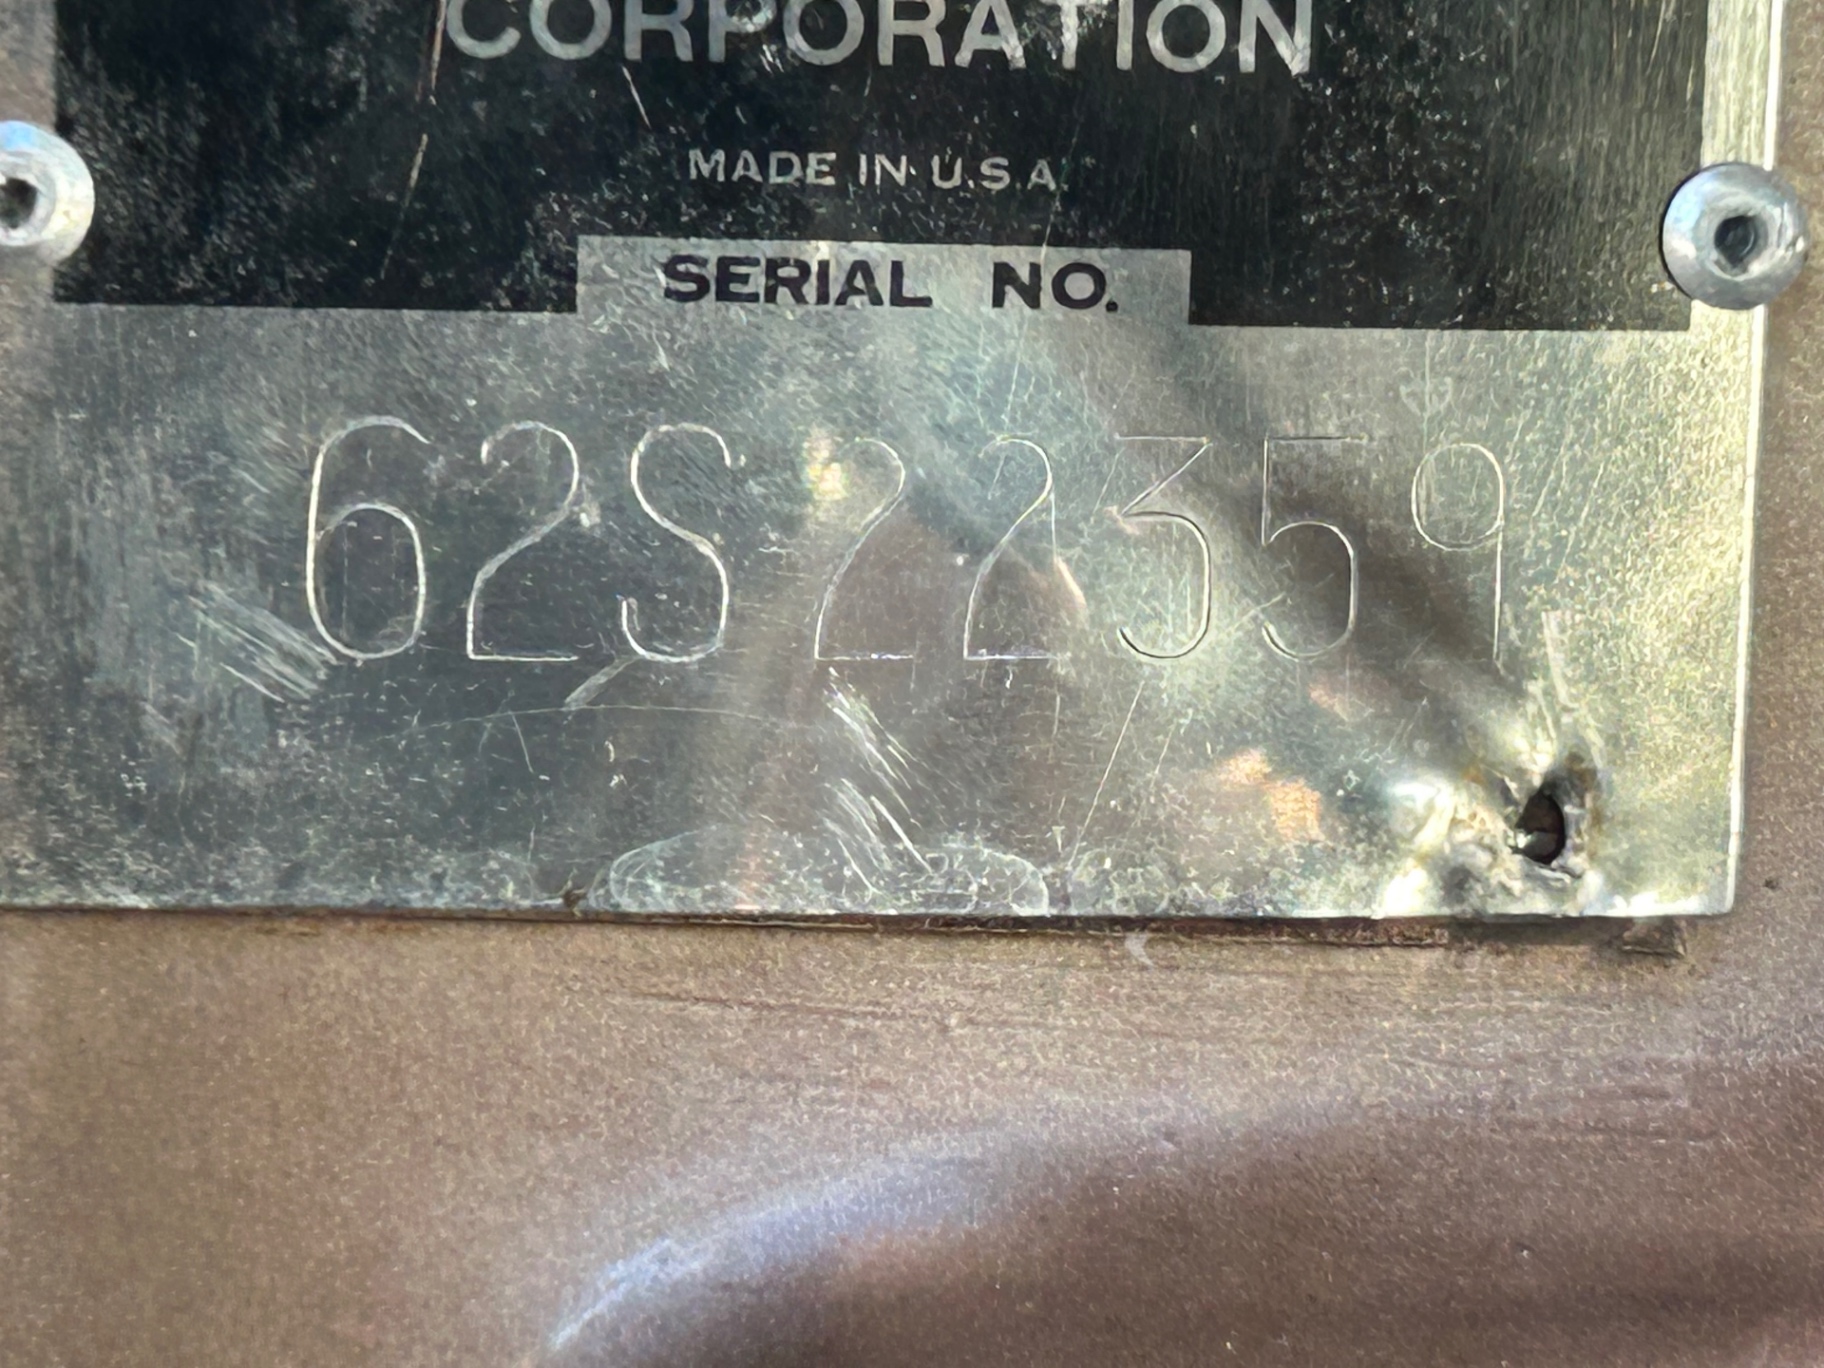 CORPORATION
MADE IN U.S.A.
SERIAL NO.
62S22359